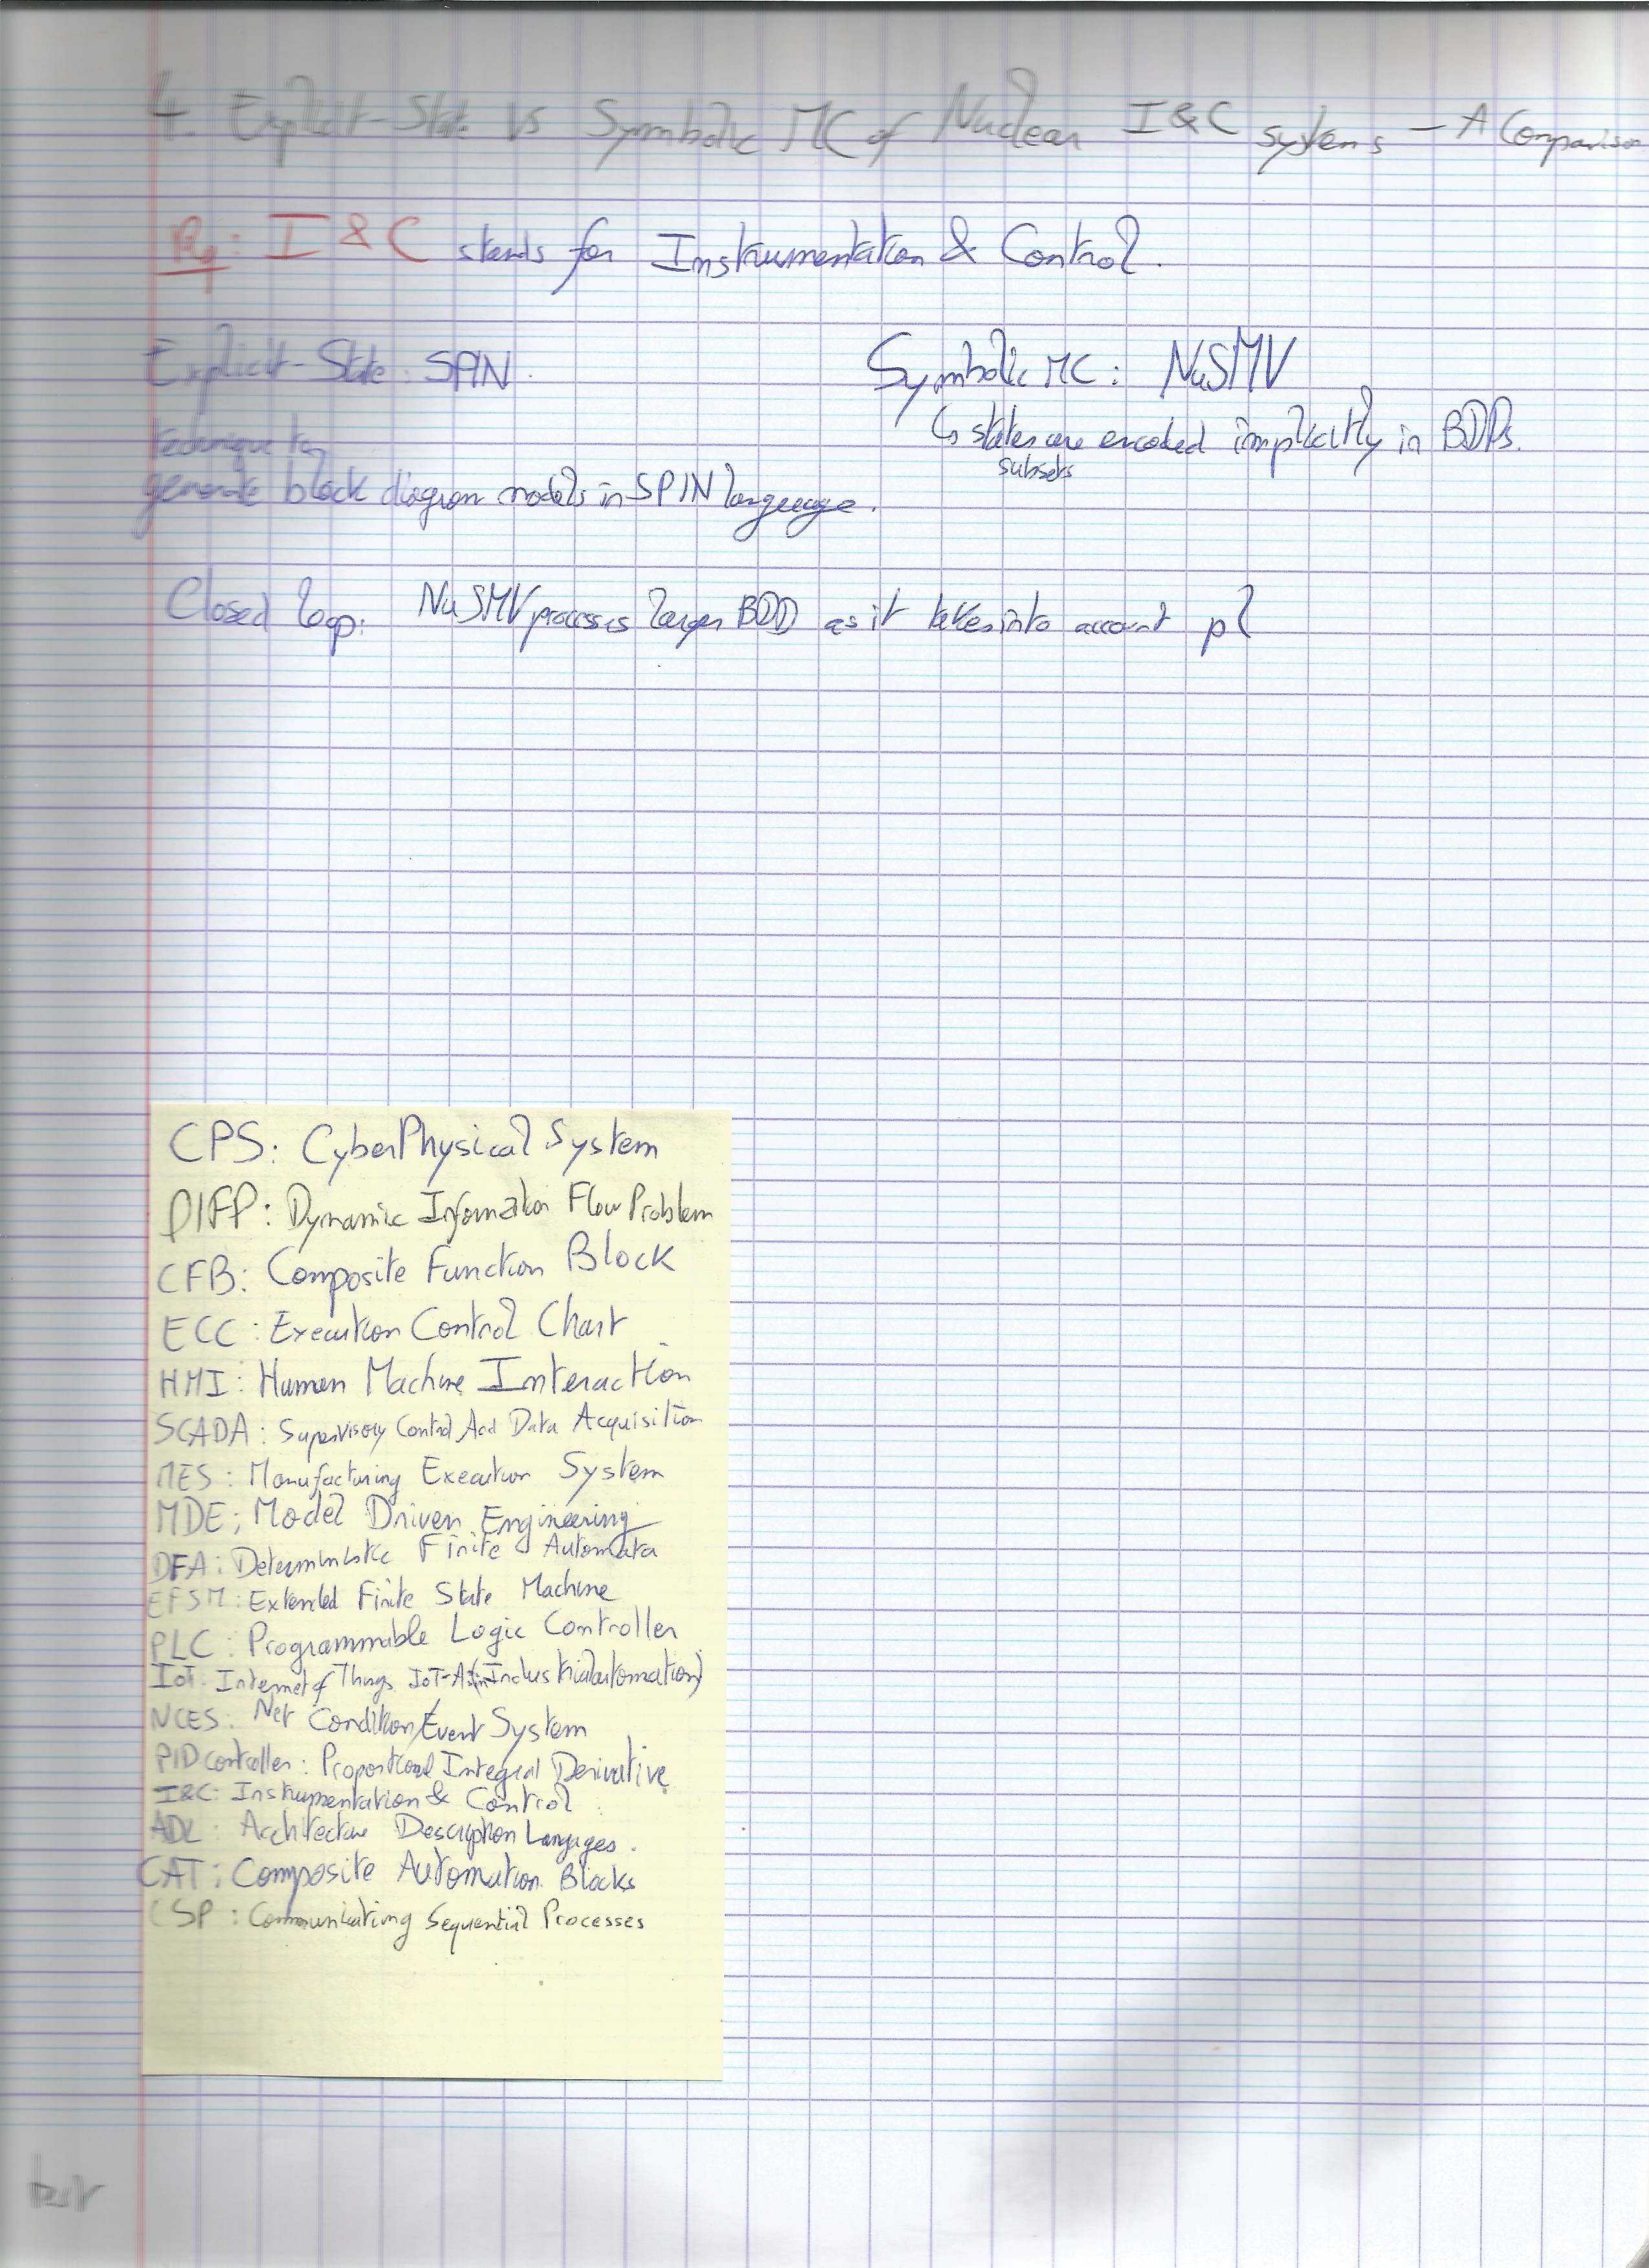 4. Explicit-State vs Symbolic MC of Nuclear I&C systems - A Comparison
Rq: I & C stands for Instrumentation & Control.
Explicit-State: SPIN.
Symbolic MC: NuSMV
↳ states are encoded implicitly in BDDs.
subsets
technique to
generate block diagram models in SPIN language.
Closed loop: NuSMV processes larger BDD as it takes into account pl
CPS: CyberPhysical System
DIFP: Dynamic Information Flow Problem
CFB: Composite Function Block
ECC: Execution Control Chart
HMI: Human Machine Interaction
SCADA: Supervisory Control And Data Acquisition
MES: Manufacturing Execution System
MDE: Model Driven Engineering
DFA: Deterministic Finite Automata
EFSM: Extended Finite State Machine
PLC: Programmable Logic Controller
IoT: Internet of Things IoT-A(in Industrial automation)
NCES: Net Condition/Event System
PID controller: Proportional Integral Derivative
I&C: Instrumentation & Control
ADL: Architecture Description Languages.
CAT: Composite Automation Blocks
CSP: Communicating Sequential Processes